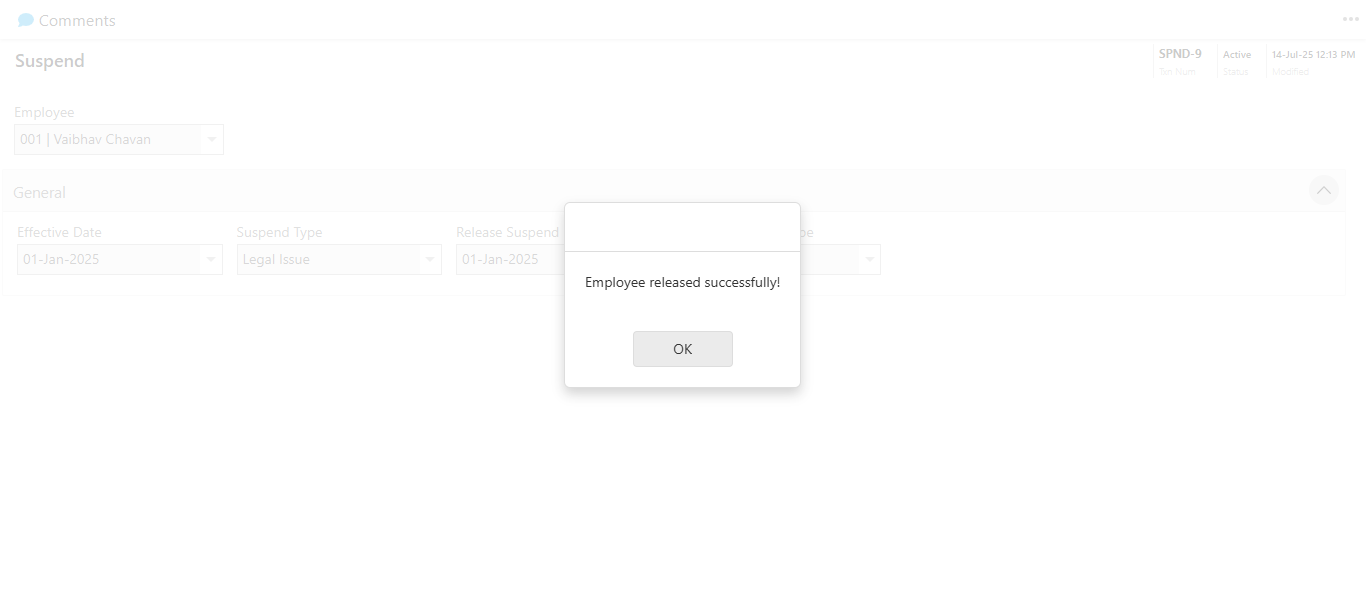 Comments
Suspend
SPND-9 Active 14-Jul-25 12:13 PM
Trn Num Status Modified
Employee
001 | Vaibhav Chavan
General
Effective Date Suspend Type Release Suspend
01-Jan-2025 Legal Issue 01-Jan-2025
Employee released successfully!
OK